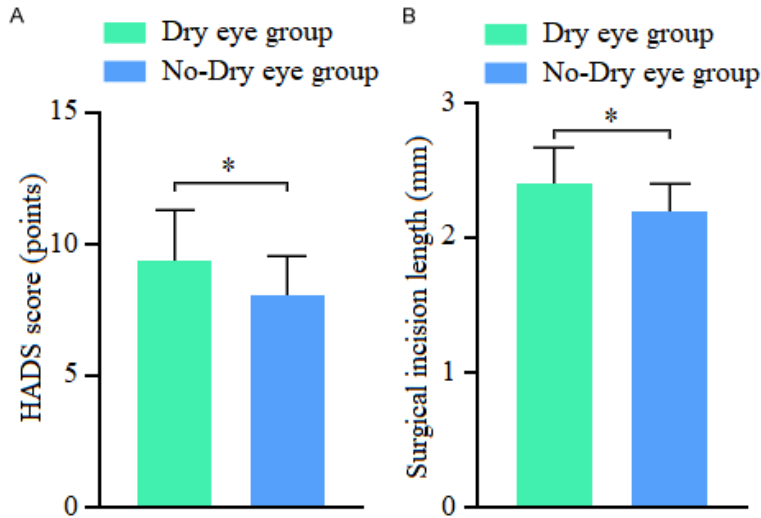 A
Dry eye group
No-Dry eye group
15
10
5
0
HADS score (points)
*
B
Dry eye group
No-Dry eye group
3
2
1
0
Surgical incision length (mm)
*